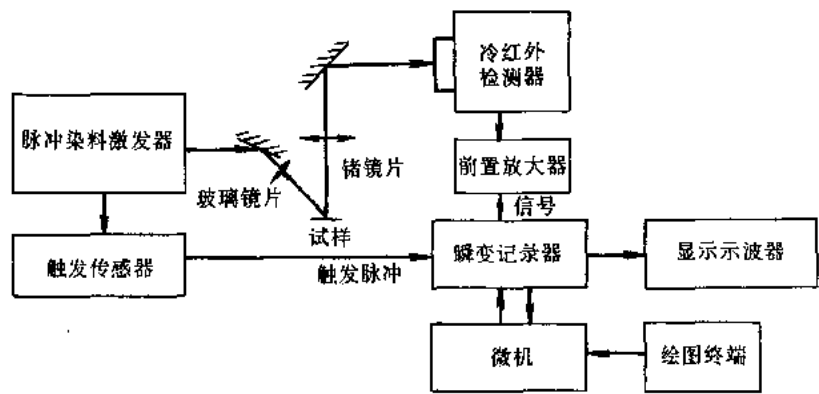 冷红外
检测器
脉冲染料激发器
玻璃镜片
锗镜片
前置放大器
信号
试样
触发传感器
触发脉冲
瞬变记录器
显示示波器
微机
绘图终端